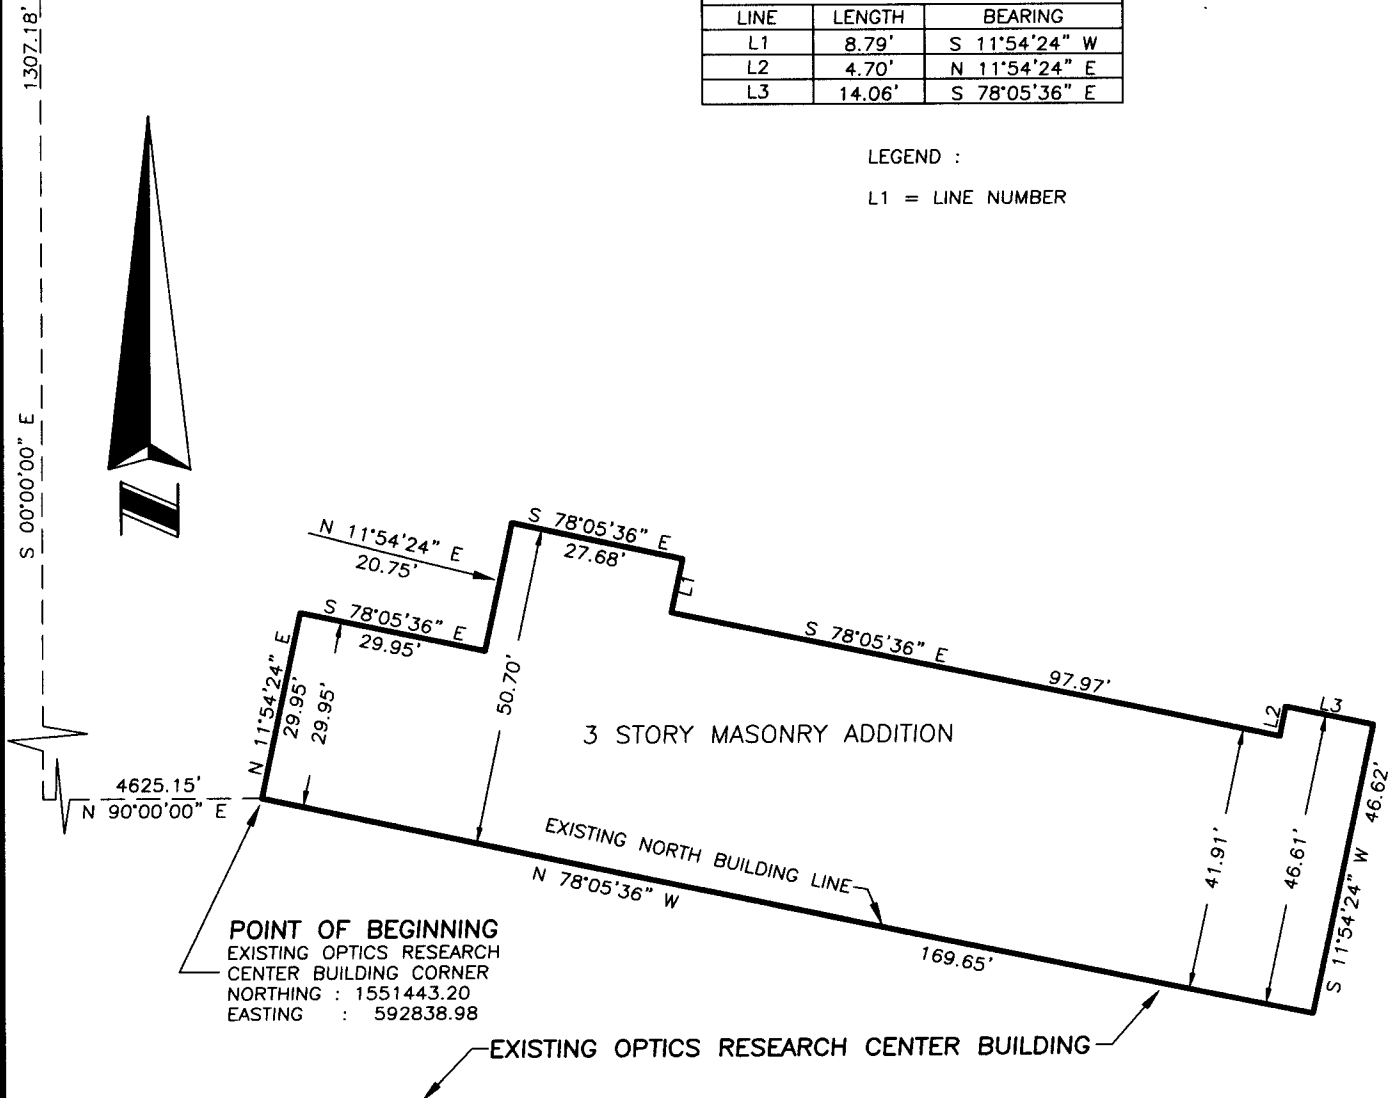 1307.18'
S 00°00'00" E
LINE LENGTH BEARING
L1 8.79' S 11°54'24" W
L2 4.70' N 11°54'24" E
L3 14.06' S 78°05'36" E
LEGEND :
L1 = LINE NUMBER
N
N 11°54'24" E
20.75'
S 78°05'36" E
27.68'
L1
S 78°05'36" E
29.95'
N 11°54'24" E
29.95'
29.95'
50.70'
S 78°05'36" E
97.97'
L2
L3
3 STORY MASONRY ADDITION
46.62'
S 11°54'24" W
41.91'
46.61'
4625.15'
N 90°00'00" E
EXISTING NORTH BUILDING LINE
N 78°05'36" W
169.65'
POINT OF BEGINNING
EXISTING OPTICS RESEARCH
CENTER BUILDING CORNER
NORTHING : 1551443.20
EASTING : 592838.98
EXISTING OPTICS RESEARCH CENTER BUILDING